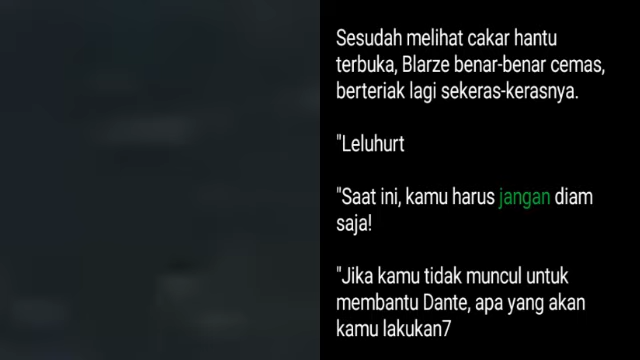 Sesudah melihat cakar hantu
terbuka, Blarze benar-benar cemas,
berteriak lagi sekeras-kerasnya.
"Leluhurt
"Saat ini, kamu harus jangan diam
saja!
"Jika kamu tidak muncul untuk
membantu Dante, apa yang akan
kamu lakukan7